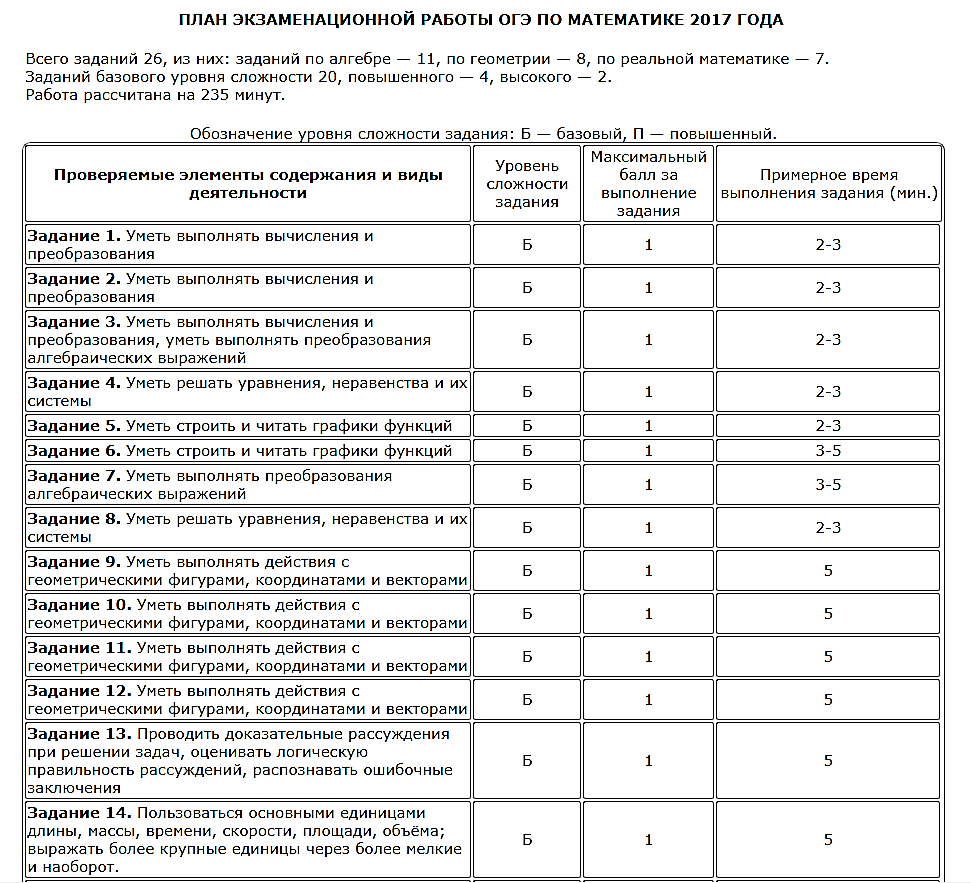 ПЛАН ЭКЗАМЕНАЦИОННОЙ РАБОТЫ ОГЭ ПО МАТЕМАТИКЕ 2017 ГОДА
Всего заданий 26, из них: заданий по алгебре — 11, по геометрии — 8, по реальной математике — 7.
Заданий базового уровня сложности 20, повышенного — 4, высокого — 2.
Работа рассчитана на 235 минут.
Обозначение уровня сложности задания: Б — базовый, П — повышенный.
Проверяемые элементы содержания и виды
деятельности
Уровень
сложности
задания
Максимальный
балл за
выполнение
задания
Примерное время
выполнения задания (мин.)
Задание 1. Уметь выполнять вычисления и
преобразования
Б
1
2-3
Задание 2. Уметь выполнять вычисления и
преобразования
Б
1
2-3
Задание 3. Уметь выполнять вычисления и
преобразования, уметь выполнять преобразования
алгебраических выражений
Б
1
2-3
Задание 4. Уметь решать уравнения, неравенства и их
системы
Б
1
2-3
Задание 5. Уметь строить и читать графики функций
Б
1
2-3
Задание 6. Уметь строить и читать графики функций
Б
1
3-5
Задание 7. Уметь выполнять преобразования
алгебраических выражений
Б
1
3-5
Задание 8. Уметь решать уравнения, неравенства и их
системы
Б
1
2-3
Задание 9. Уметь выполнять действия с
геометрическими фигурами, координатами и векторами
Б
1
5
Задание 10. Уметь выполнять действия с
геометрическими фигурами, координатами и векторами
Б
1
5
Задание 11. Уметь выполнять действия с
геометрическими фигурами, координатами и векторами
Б
1
5
Задание 12. Уметь выполнять действия с
геометрическими фигурами, координатами и векторами
Б
1
5
Задание 13. Проводить доказательные рассуждения
при решении задач, оценивать логическую
правильность рассуждений, распознавать ошибочные
заключения
Б
1
5
Задание 14. Пользоваться основными единицами
длины, массы, времени, скорости, площади, объёма;
выражать более крупные единицы через более мелкие
и наоборот.
Б
1
5